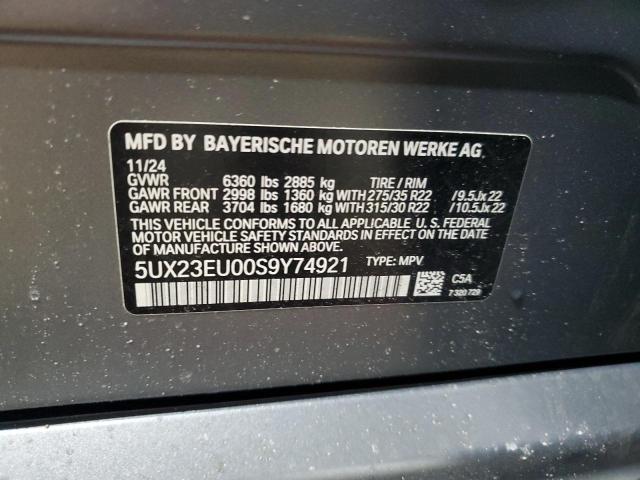 MFD BY BAYERISCHE MOTOREN WERKE AG
11/24
GVWR 6360 lbs 2885 kg TIRE / RIM
GAWR FRONT 2998 lbs 1360 kg WITH 275/35 R22 /9.5Jx22
GAWR REAR 3704 lbs 1680 kg WITH 315/30 R22 /10.5Jx22
THIS VEHICLE CONFORMS TO ALL APPLICABLE U. S. FEDERAL
MOTOR VEHICLE SAFETY STANDARDS IN EFFECT ON THE DATE
OF MANUFACTURE SHOWN ABOVE.
5UX23EU00S9Y74921 TYPE: MPV
C5A
7 320 729